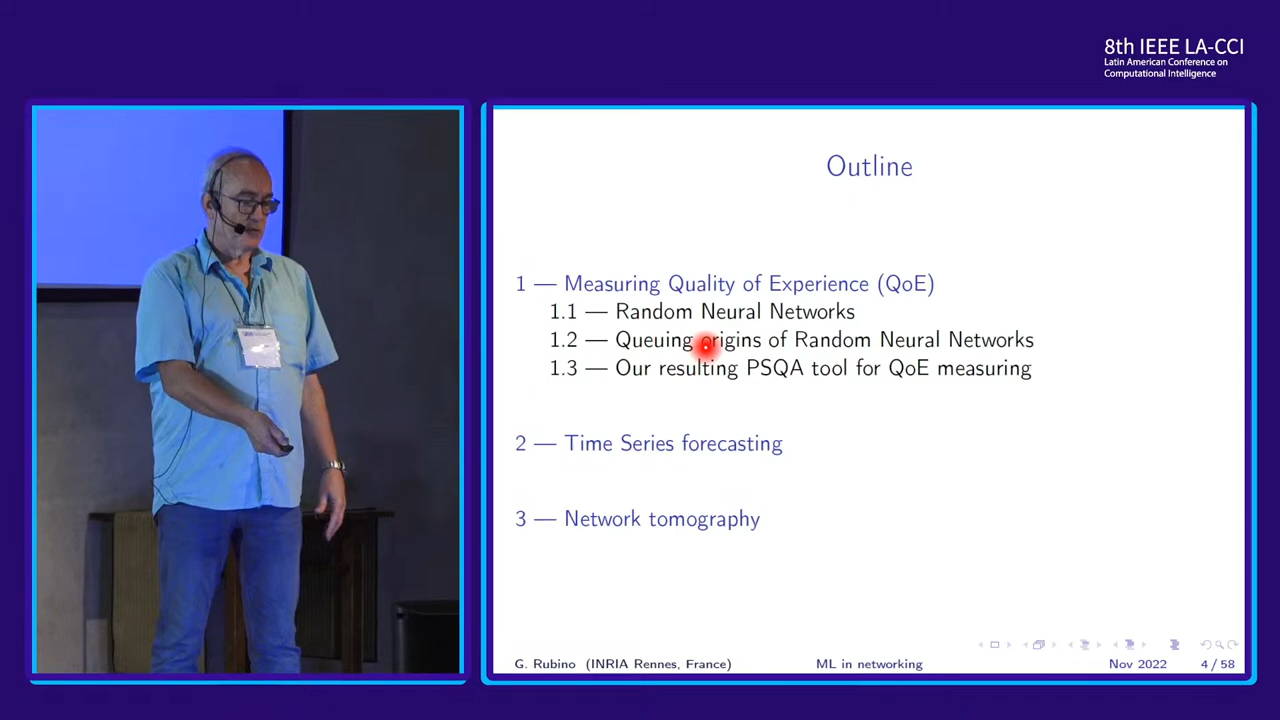 8th IEEE LA-CCI
Latin American Conference on
Computational Intelligence
Outline
1 — Measuring Quality of Experience (QoE)
1.1 — Random Neural Networks
1.2 — Queuing origins of Random Neural Networks
1.3 — Our resulting PSQA tool for QoE measuring
2 — Time Series forecasting
3 — Network tomography
G. Rubino (INRIA Rennes, France) ML in networking Nov 2022 4 / 58